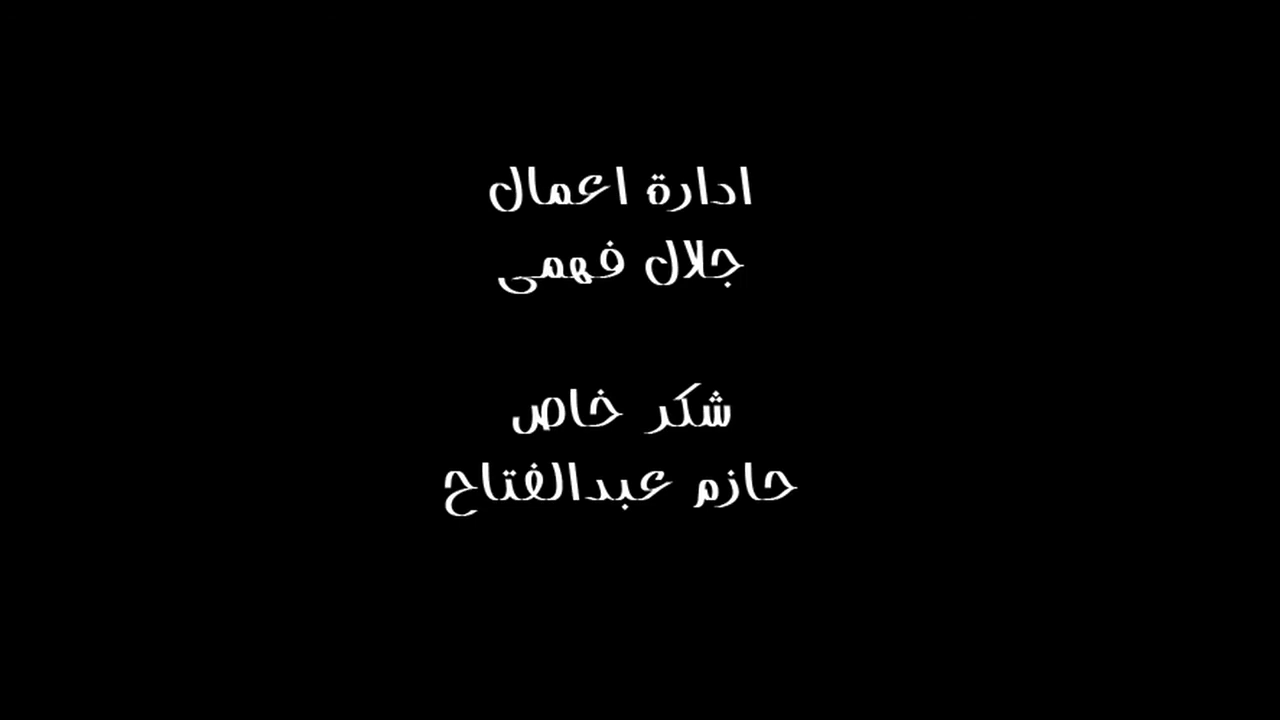 ادارة اعمال
جلال فهمى
شكر خاص
حازم عبدالفتاح